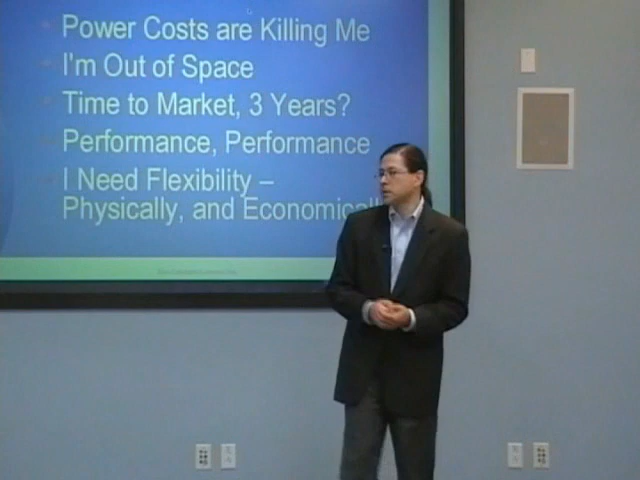 Power Costs are Killing Me
I'm Out of Space
Time to Market, 3 Years?
Performance, Performance
I Need Flexibility –
Physically, and Economicall